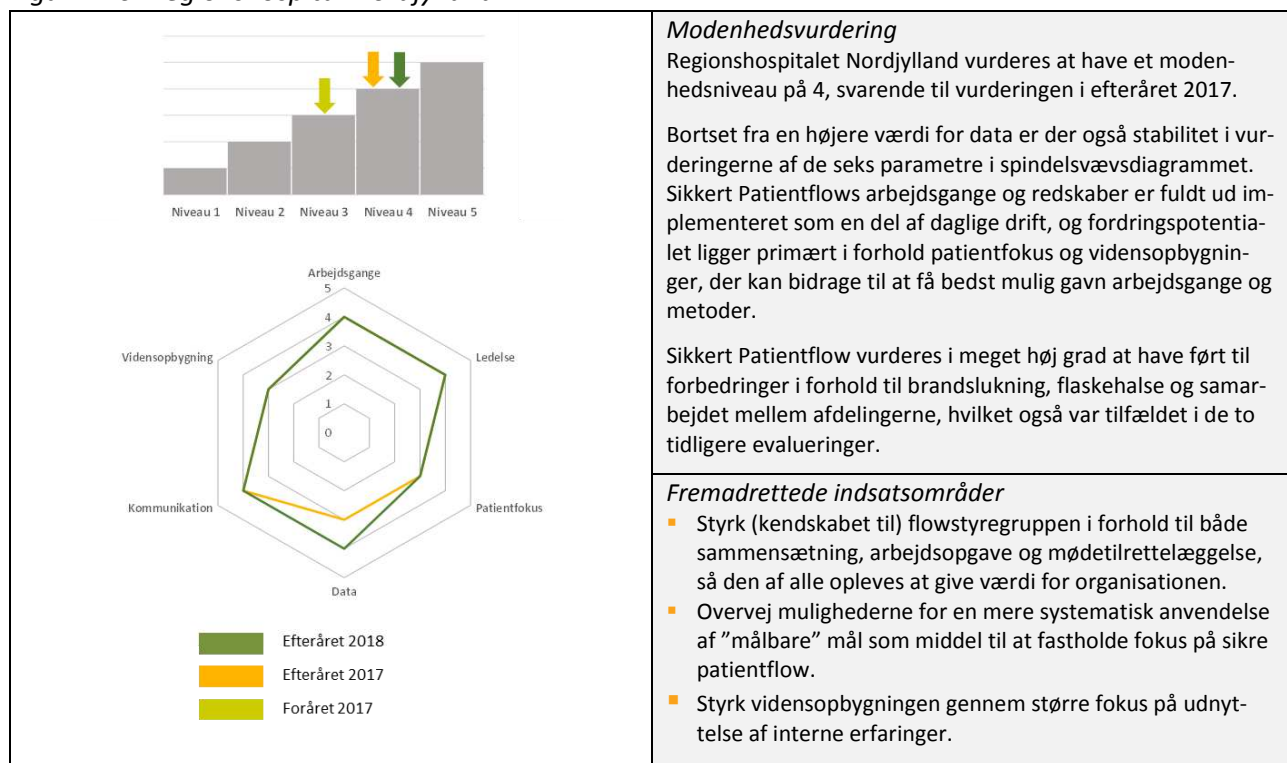 Niveau 1 Niveau 2 Niveau 3 Niveau 4 Niveau 5
Arbejdsgange
5
4
3
2
1
0
Vidensopbygning
Ledelse
Kommunikation
Patientfokus
Data
Efteråret 2018
Efteråret 2017
Foråret 2017
Modenhedsvurdering
Regionshospitalet Nordjylland vurderes at have et moden-
hedsniveau på 4, svarende til vurderingen i efteråret 2017.
Bortset fra en højere værdi for data er der også stabilitet i vur-
deringerne af de seks parametre i spindelsvævsdiagrammet.
Sikkert Patientflows arbejdsgange og redskaber er fuldt ud im-
plementeret som en del af daglige drift, og fordringspotentia-
let ligger primært i forhold patientfokus og vidensopbygnin-
ger, der kan bidrage til at få bedst mulig gavn arbejdsgange og
metoder.
Sikkert Patientflow vurderes i meget høj grad at have ført til
forbedringer i forhold til brandslukning, flaskehalse og samar-
bejdet mellem afdelingerne, hvilket også var tilfældet i de to
tidligere evalueringer.
Fremadrettede indsatsområder
▪ Styrk (kendskabet til) flowstyregruppen i forhold til både
sammensætning, arbejdsopgave og mødetilrettelæggelse,
så den af alle opleves at give værdi for organisationen.
▪ Overvej mulighederne for en mere systematisk anvendelse
af ”målbare” mål som middel til at fastholde fokus på sikre
patientflow.
▪ Styrk vidensopbygningen gennem større fokus på udnyt-
telse af interne erfaringer.